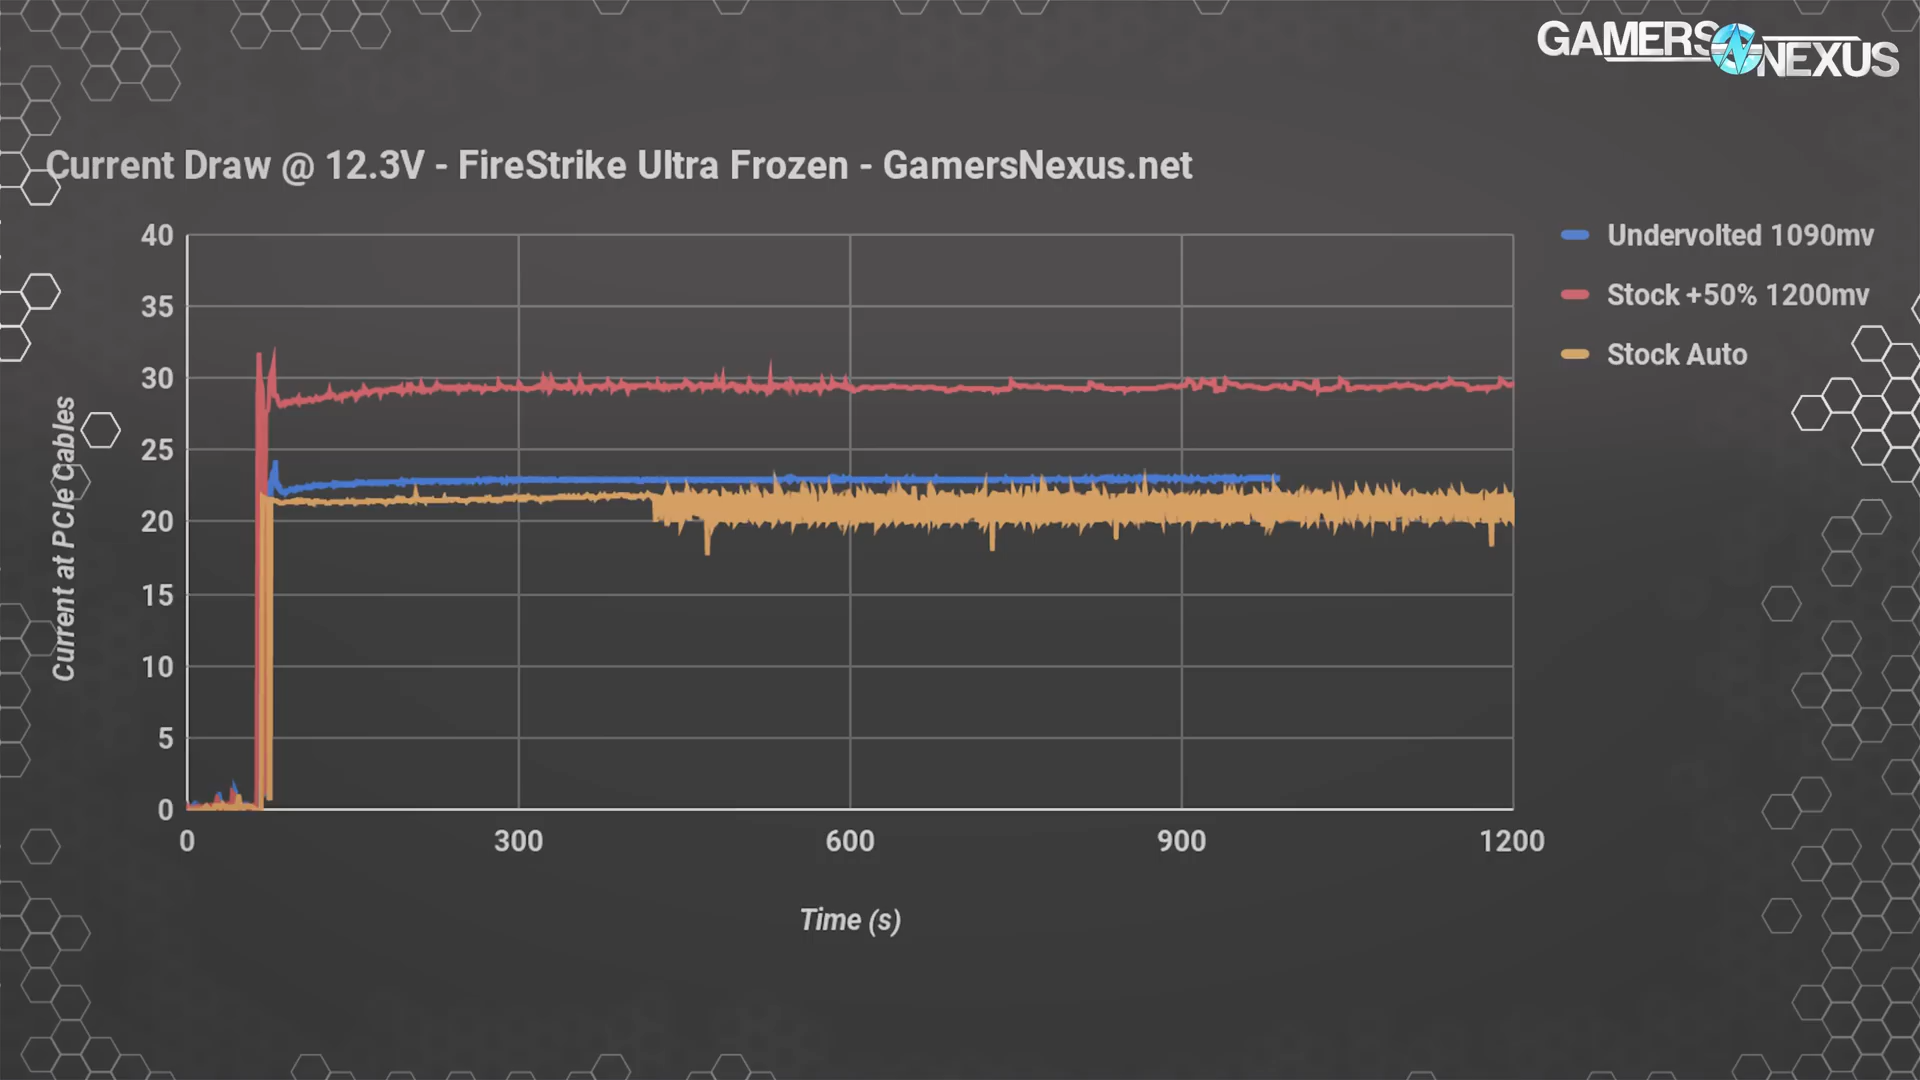 GAMERS NEXUS
Current Draw @ 12.3V - FireStrike Ultra Frozen - GamersNexus.net
Current at PCIe Cables
40
35
30
25
20
15
10
5
0
0 300 600 900 1200
Time (s)
Undervolted 1090mv
Stock +50% 1200mv
Stock Auto